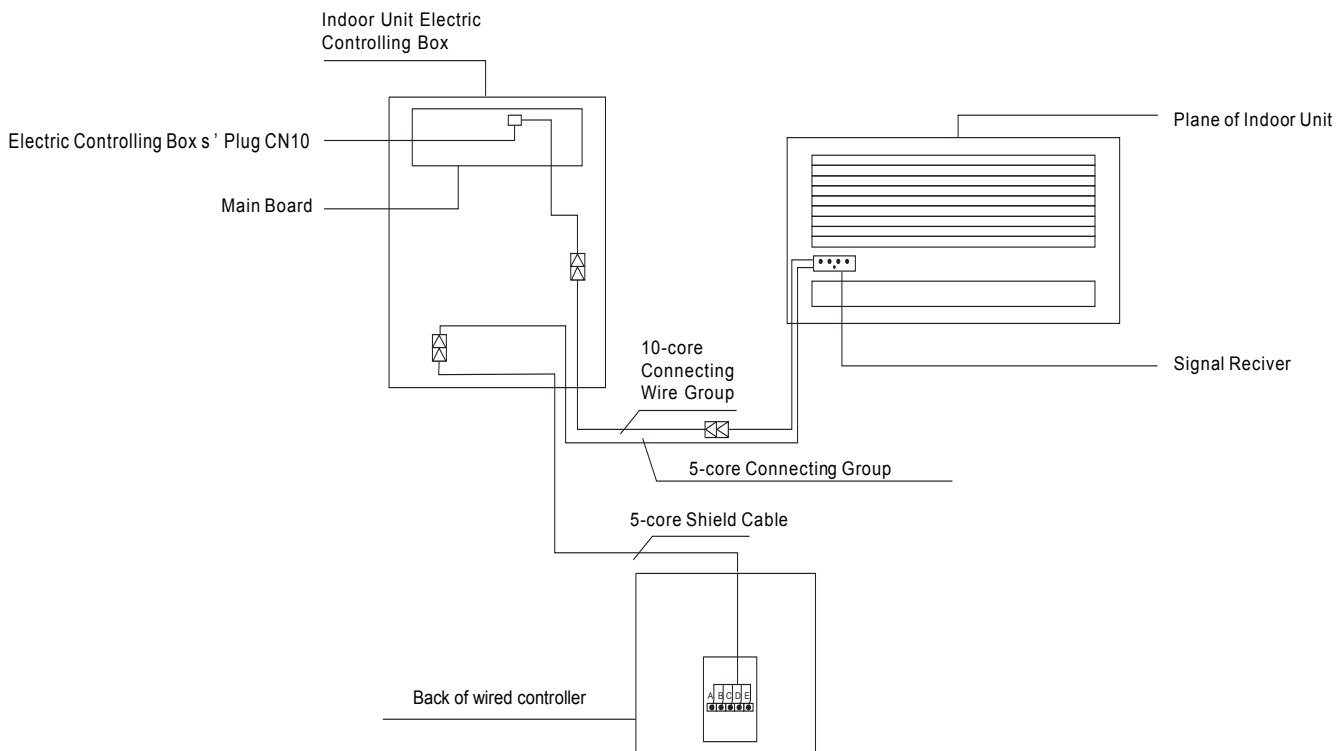 Indoor Unit Electric
Controlling Box
Electric Controlling Box s ’ Plug CN10
Main Board
Plane of Indoor Unit
Signal Reciver
10-core
Connecting
Wire Group
5-core Connecting Group
5-core Shield Cable
A B C D E
Back of wired controller